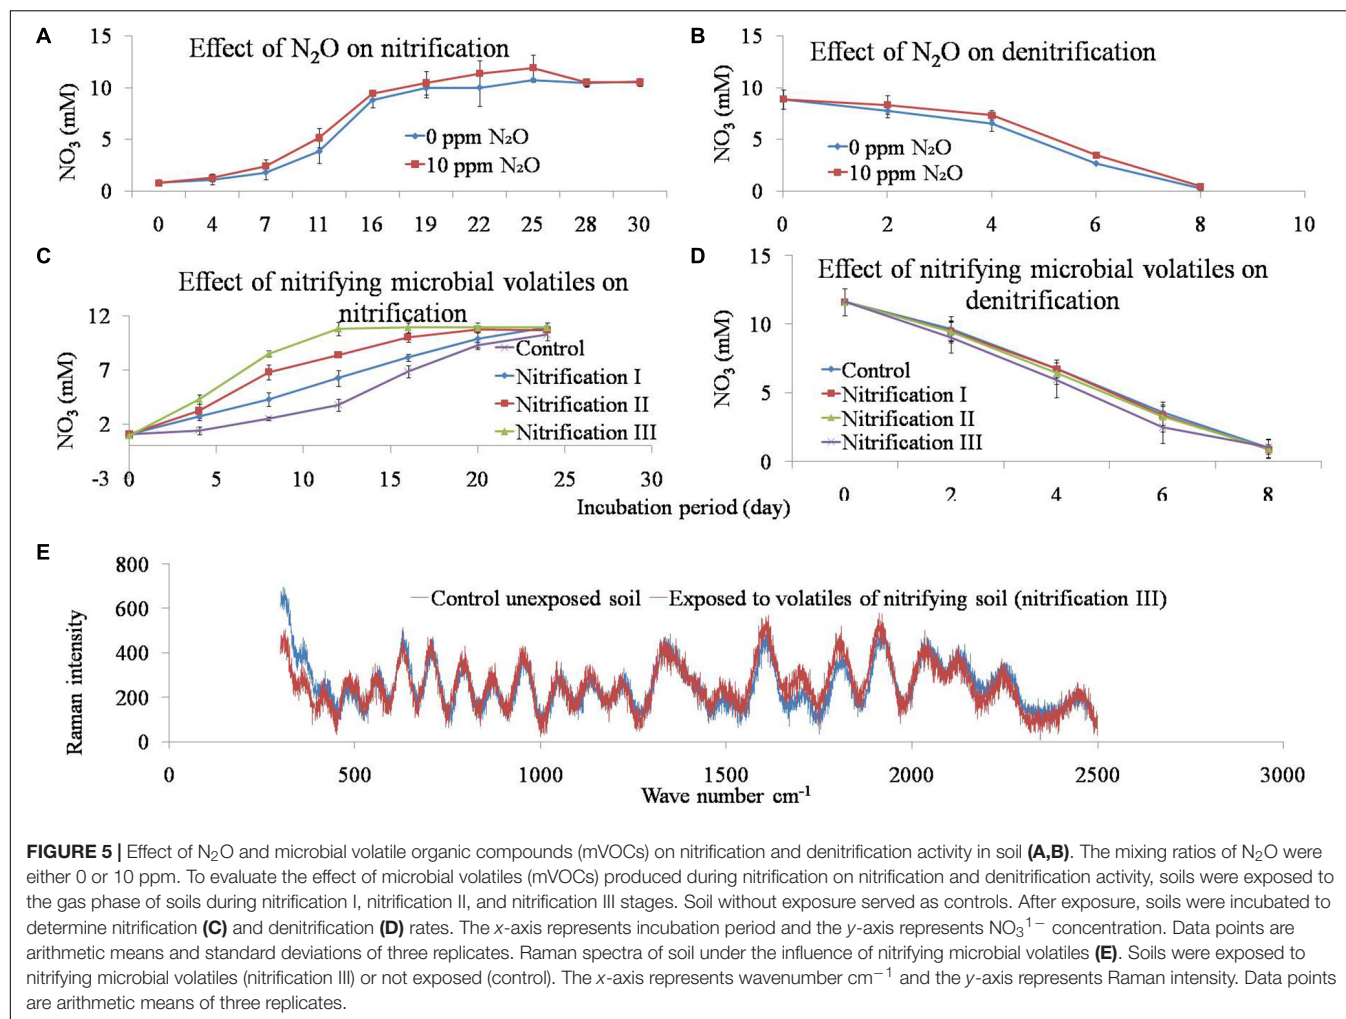 A
Effect of N₂O on nitrification
15
10
5
0
NO₃ (mM)
0 ppm N₂O
10 ppm N₂O
0 4 7 11 16 19 22 25 28 30
B
Effect of N₂O on denitrification
15
10
5
0
NO₃ (mM)
0 ppm N₂O
10 ppm N₂O
0 2 4 6 8 10
C
Effect of nitrifying microbial volatiles on
nitrification
12
7
2
-3
NO₃ (mM)
Control
Nitrification I
Nitrification II
Nitrification III
0 5 10 15 20 25 30
D
Effect of nitrifying microbial volatiles on
denitrification
15
10
5
0
NO₃ (mM)
Control
Nitrification I
Nitrification II
Nitrification III
0 2 4 6 8
Incubation period (day)
E
800
600
400
200
0
Raman intensity
Control unexposed soil
Exposed to volatiles of nitrifying soil (nitrification III)
0 500 1000 1500 2000 2500 3000
Wave number cm⁻¹
FIGURE 5 | Effect of N₂O and microbial volatile organic compounds (mVOCs) on nitrification and denitrification activity in soil (A,B). The mixing ratios of N₂O were
either 0 or 10 ppm. To evaluate the effect of microbial volatiles (mVOCs) produced during nitrification on nitrification and denitrification activity, soils were exposed to
the gas phase of soils during nitrification I, nitrification II, and nitrification III stages. Soil without exposure served as controls. After exposure, soils were incubated to
determine nitrification (C) and denitrification (D) rates. The x-axis represents incubation period and the y-axis represents NO₃¹⁻ concentration. Data points are
arithmetic means and standard deviations of three replicates. Raman spectra of soil under the influence of nitrifying microbial volatiles (E). Soils were exposed to
nitrifying microbial volatiles (nitrification III) or not exposed (control). The x-axis represents wavenumber cm⁻¹ and the y-axis represents Raman intensity. Data points
are arithmetic means of three replicates.